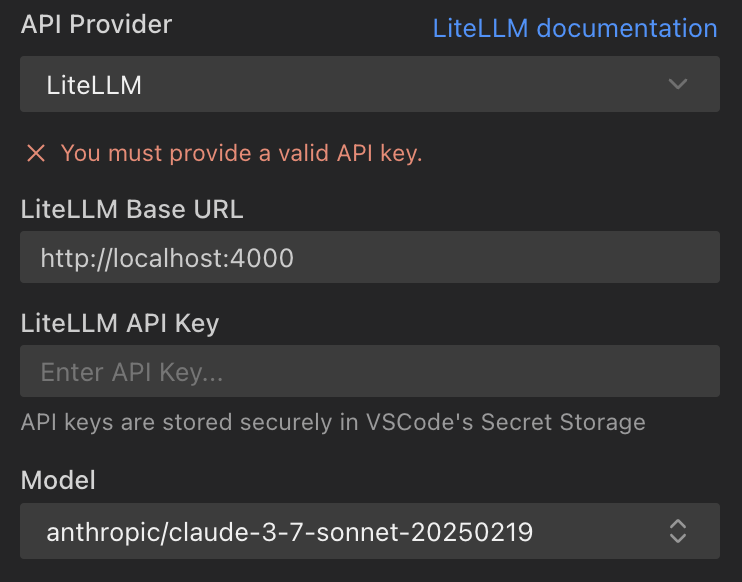 API Provider
LiteLLM documentation
LiteLLM
You must provide a valid API key.
LiteLLM Base URL
http://localhost:4000
LiteLLM API Key
Enter API Key...
API keys are stored securely in VSCode's Secret Storage
Model
anthropic/claude-3-7-sonnet-20250219